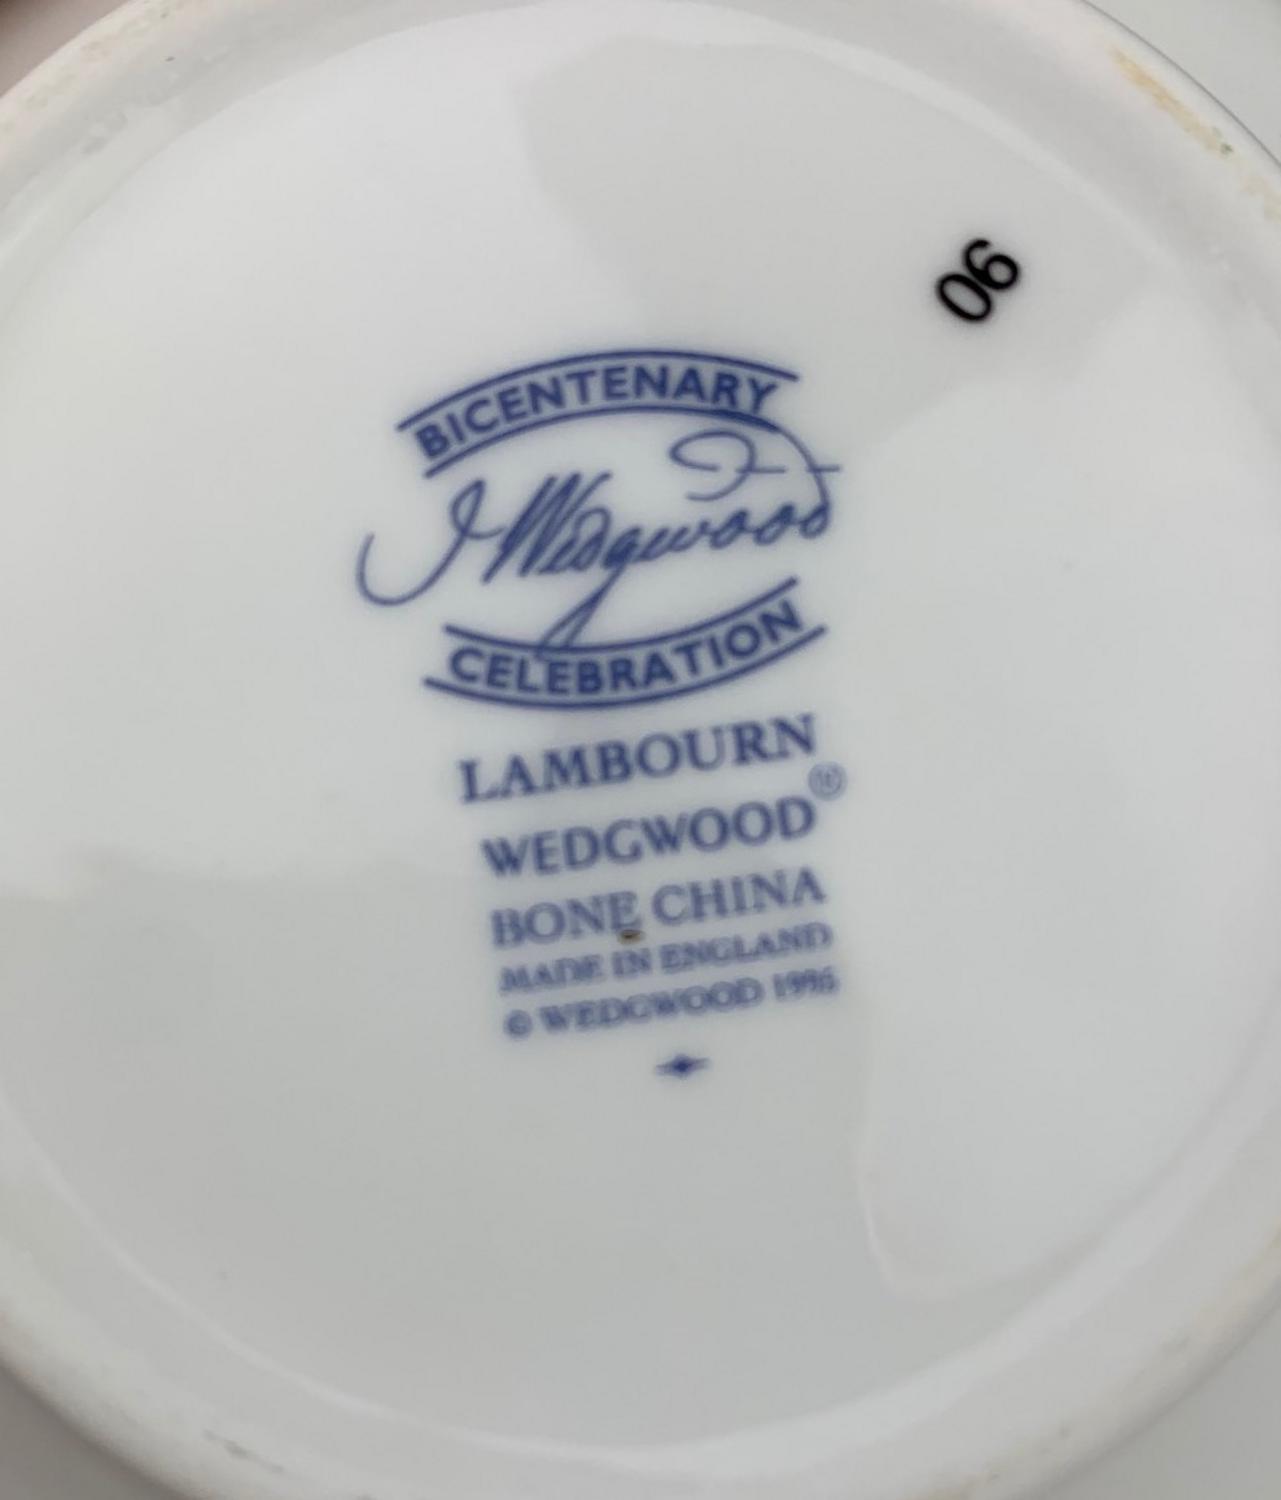 06
BICENTENARY
J Wedgwood
CELEBRATION
LAMBOURN
WEDGWOOD®
BONE CHINA
MADE IN ENGLAND
© WEDGWOOD 1995